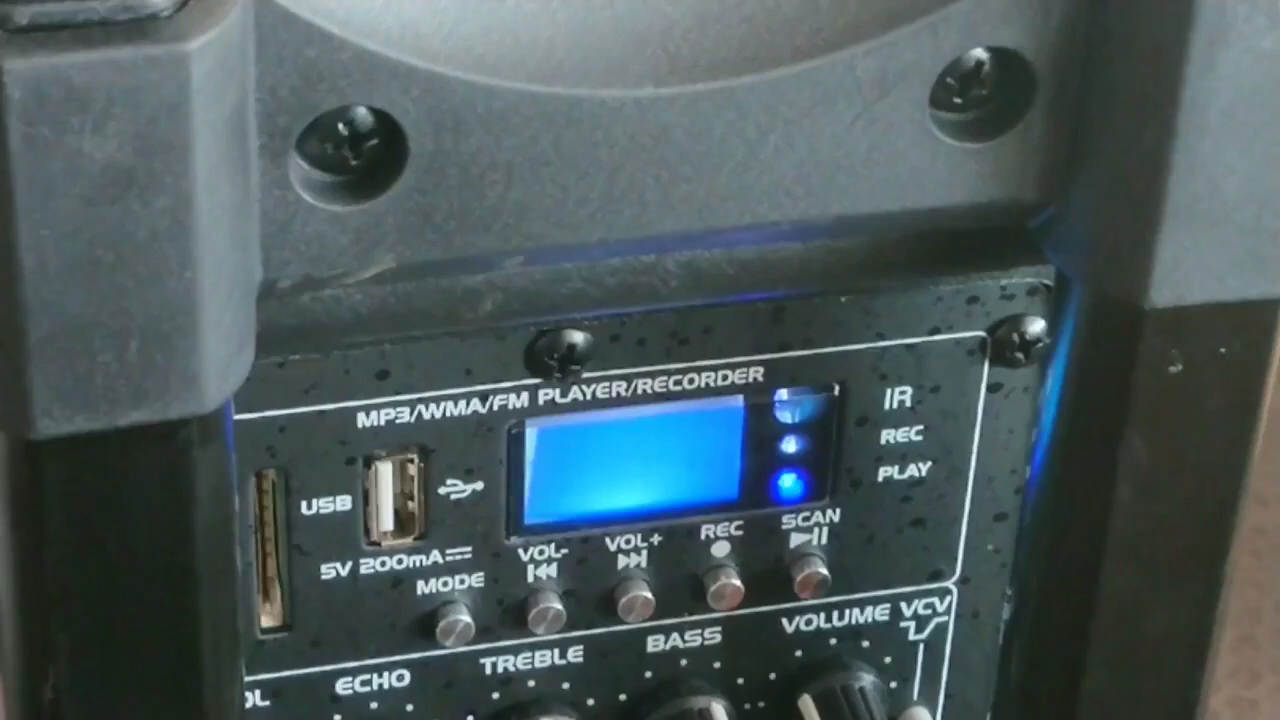 MP3/WMA/FM PLAYER/RECORDER
IR
REC
PLAY
USB
5V 200mA
MODE
VOL-
VOL+
REC
SCAN
OL
ECHO
TREBLE
BASS
VOLUME
VCV